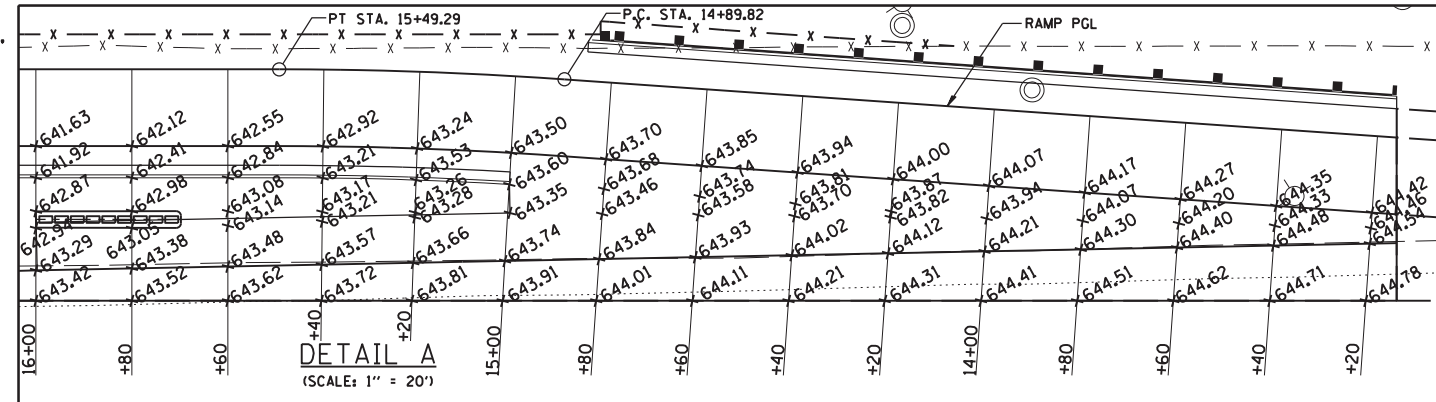 PT STA. 15+49.29
P.C. STA. 14+89.82
RAMP PGL
641.63 642.12 642.55 642.92 643.24 643.50 643.70 643.85 643.94 644.00 644.07 644.17 644.27 644.35 644.42
641.92 642.41 642.84 643.21 643.53 643.60 643.68 643.74 643.81 643.87 643.94 644.07 644.20 644.33
642.87 642.98 643.08 643.17 643.26 643.35 643.46 643.58 643.70 643.82
642.94 643.05 643.14 643.21 643.28
643.29 643.38 643.48 643.57 643.66 643.74 643.84 643.93 644.02 644.12 644.21 644.30 644.40 644.48 644.54
643.42 643.52 643.62 643.72 643.81 643.91 644.01 644.11 644.21 644.31 644.41 644.51 644.62 644.71 644.78
16+00 +80 +60 +40 +20 15+00 +80 +60 +40 +20 14+00 +80 +60 +40 +20
DETAIL A
(SCALE: 1" = 20')